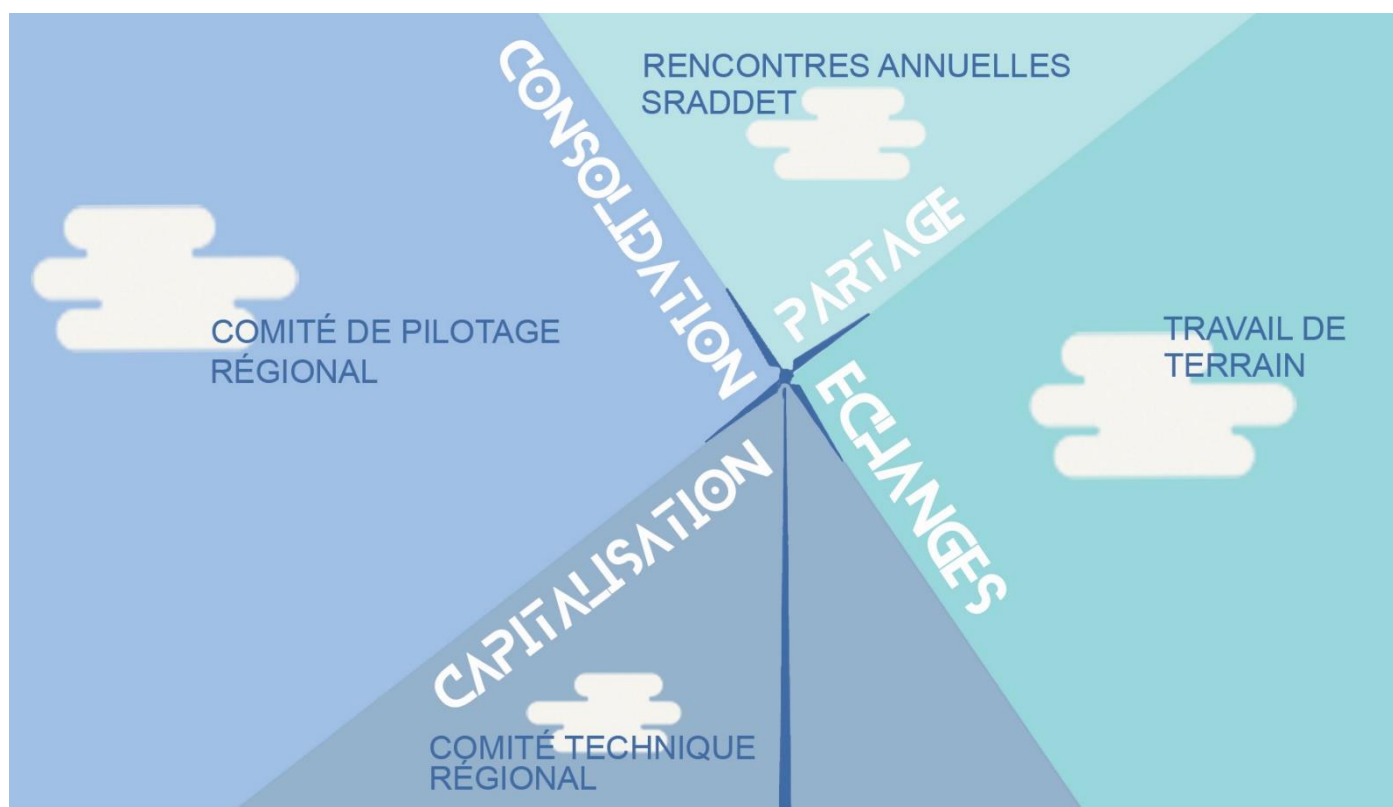 RENCONTRES ANNUELLES
SRADDET
CONSOLIDATION
PARTAGE
COMITÉ DE PILOTAGE
RÉGIONAL
TRAVAIL DE
TERRAIN
ECHANGES
CAPITALISATION
COMITÉ TECHNIQUE
RÉGIONAL